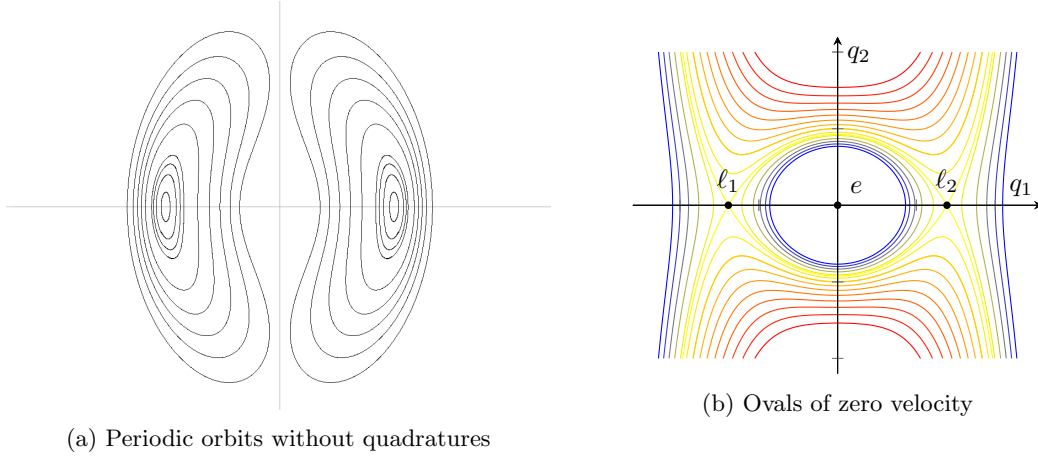 q₂
ℓ₁
e
ℓ₂
q₁
(b) Ovals of zero velocity
(a) Periodic orbits without quadratures